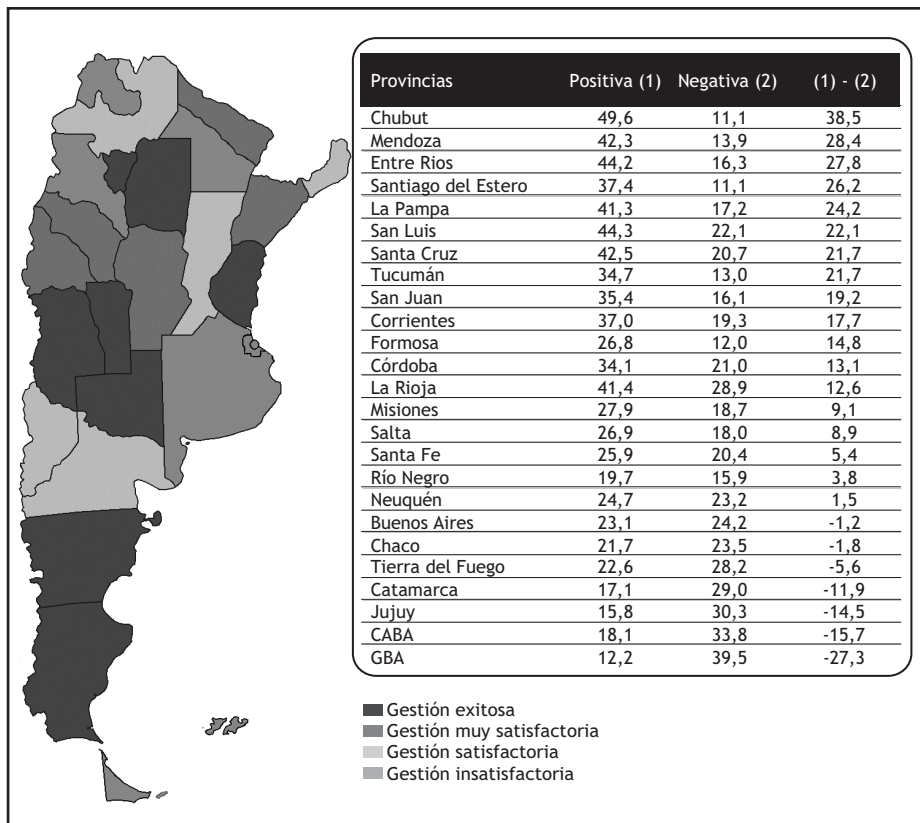 Provincias Positiva (1) Negativa (2) (1) - (2)
Chubut 49,6 11,1 38,5
Mendoza 42,3 13,9 28,4
Entre Rios 44,2 16,3 27,8
Santiago del Estero 37,4 11,1 26,2
La Pampa 41,3 17,2 24,2
San Luis 44,3 22,1 22,1
Santa Cruz 42,5 20,7 21,7
Tucumán 34,7 13,0 21,7
San Juan 35,4 16,1 19,2
Corrientes 37,0 19,3 17,7
Formosa 26,8 12,0 14,8
Córdoba 34,1 21,0 13,1
La Rioja 41,4 28,9 12,6
Misiones 27,9 18,7 9,1
Salta 26,9 18,0 8,9
Santa Fe 25,9 20,4 5,4
Río Negro 19,7 15,9 3,8
Neuquén 24,7 23,2 1,5
Buenos Aires 23,1 24,2 -1,2
Chaco 21,7 23,5 -1,8
Tierra del Fuego 22,6 28,2 -5,6
Catamarca 17,1 29,0 -11,9
Jujuy 15,8 30,3 -14,5
CABA 18,1 33,8 -15,7
GBA 12,2 39,5 -27,3
Gestión exitosa
Gestión muy satisfactoria
Gestión satisfactoria
Gestión insatisfactoria